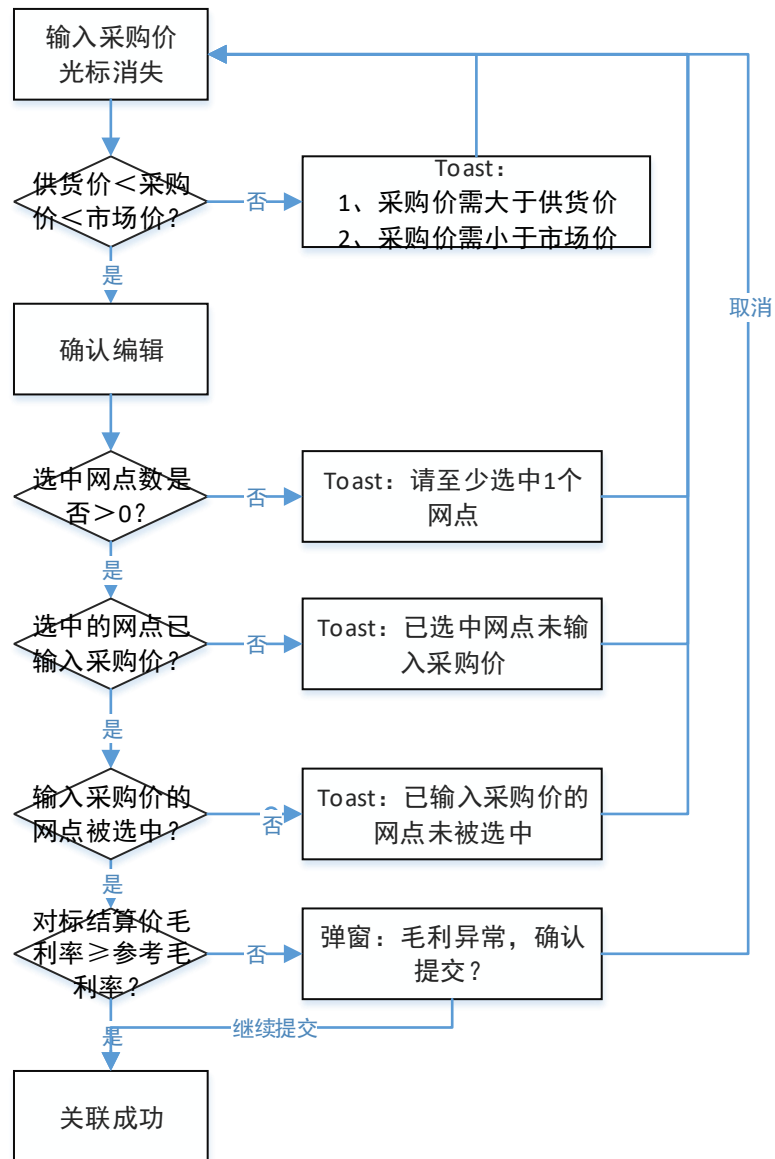 输入采购价
光标消失
供货价＜采购
价＜市场价？
否
Toast：
1、采购价需大于供货价
2、采购价需小于市场价
是
取消
确认编辑
选中网点数是
否＞0？
否
Toast：请至少选中1个
网点
是
选中的网点已
输入采购价？
否
Toast：已选中网点未输
入采购价
是
输入采购价的
网点被选中？
否
Toast：已输入采购价的
网点未被选中
是
对标结算价毛
利率≥参考毛
利率？
否
弹窗：毛利异常，确认
提交？
是
继续提交
关联成功